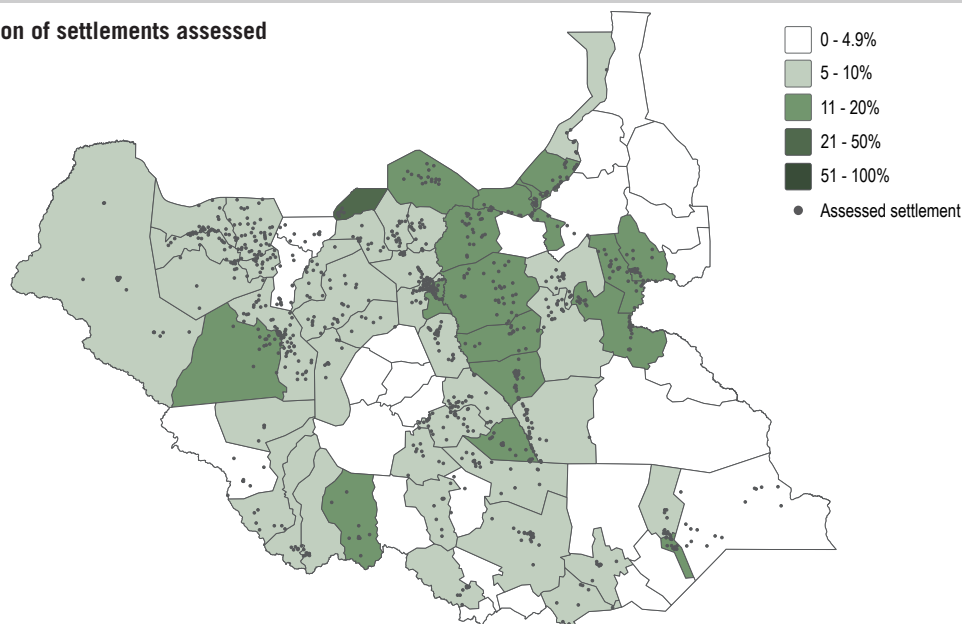 on of settlements assessed
0 - 4.9%
5 - 10%
11 - 20%
21 - 50%
51 - 100%
Assessed settlement